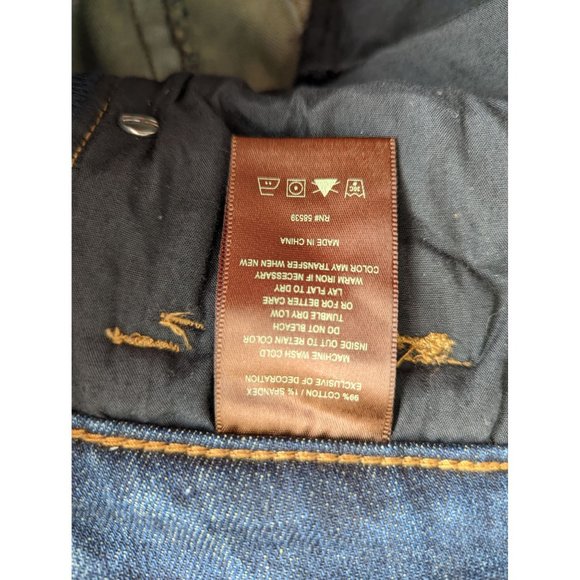 99% COTTON / 1% SPANDEX
EXCLUSIVE OF DECORATION
MACHINE WASH COLD
INSIDE OUT TO RETAIN COLOR
DO NOT BLEACH
TUMBLE DRY LOW
OR FOR BETTER CARE
LAY FLAT TO DRY
WARM IRON IF NECESSARY
COLOR MAY TRANSFER WHEN NEW
MADE IN CHINA
RN# 58539
30C